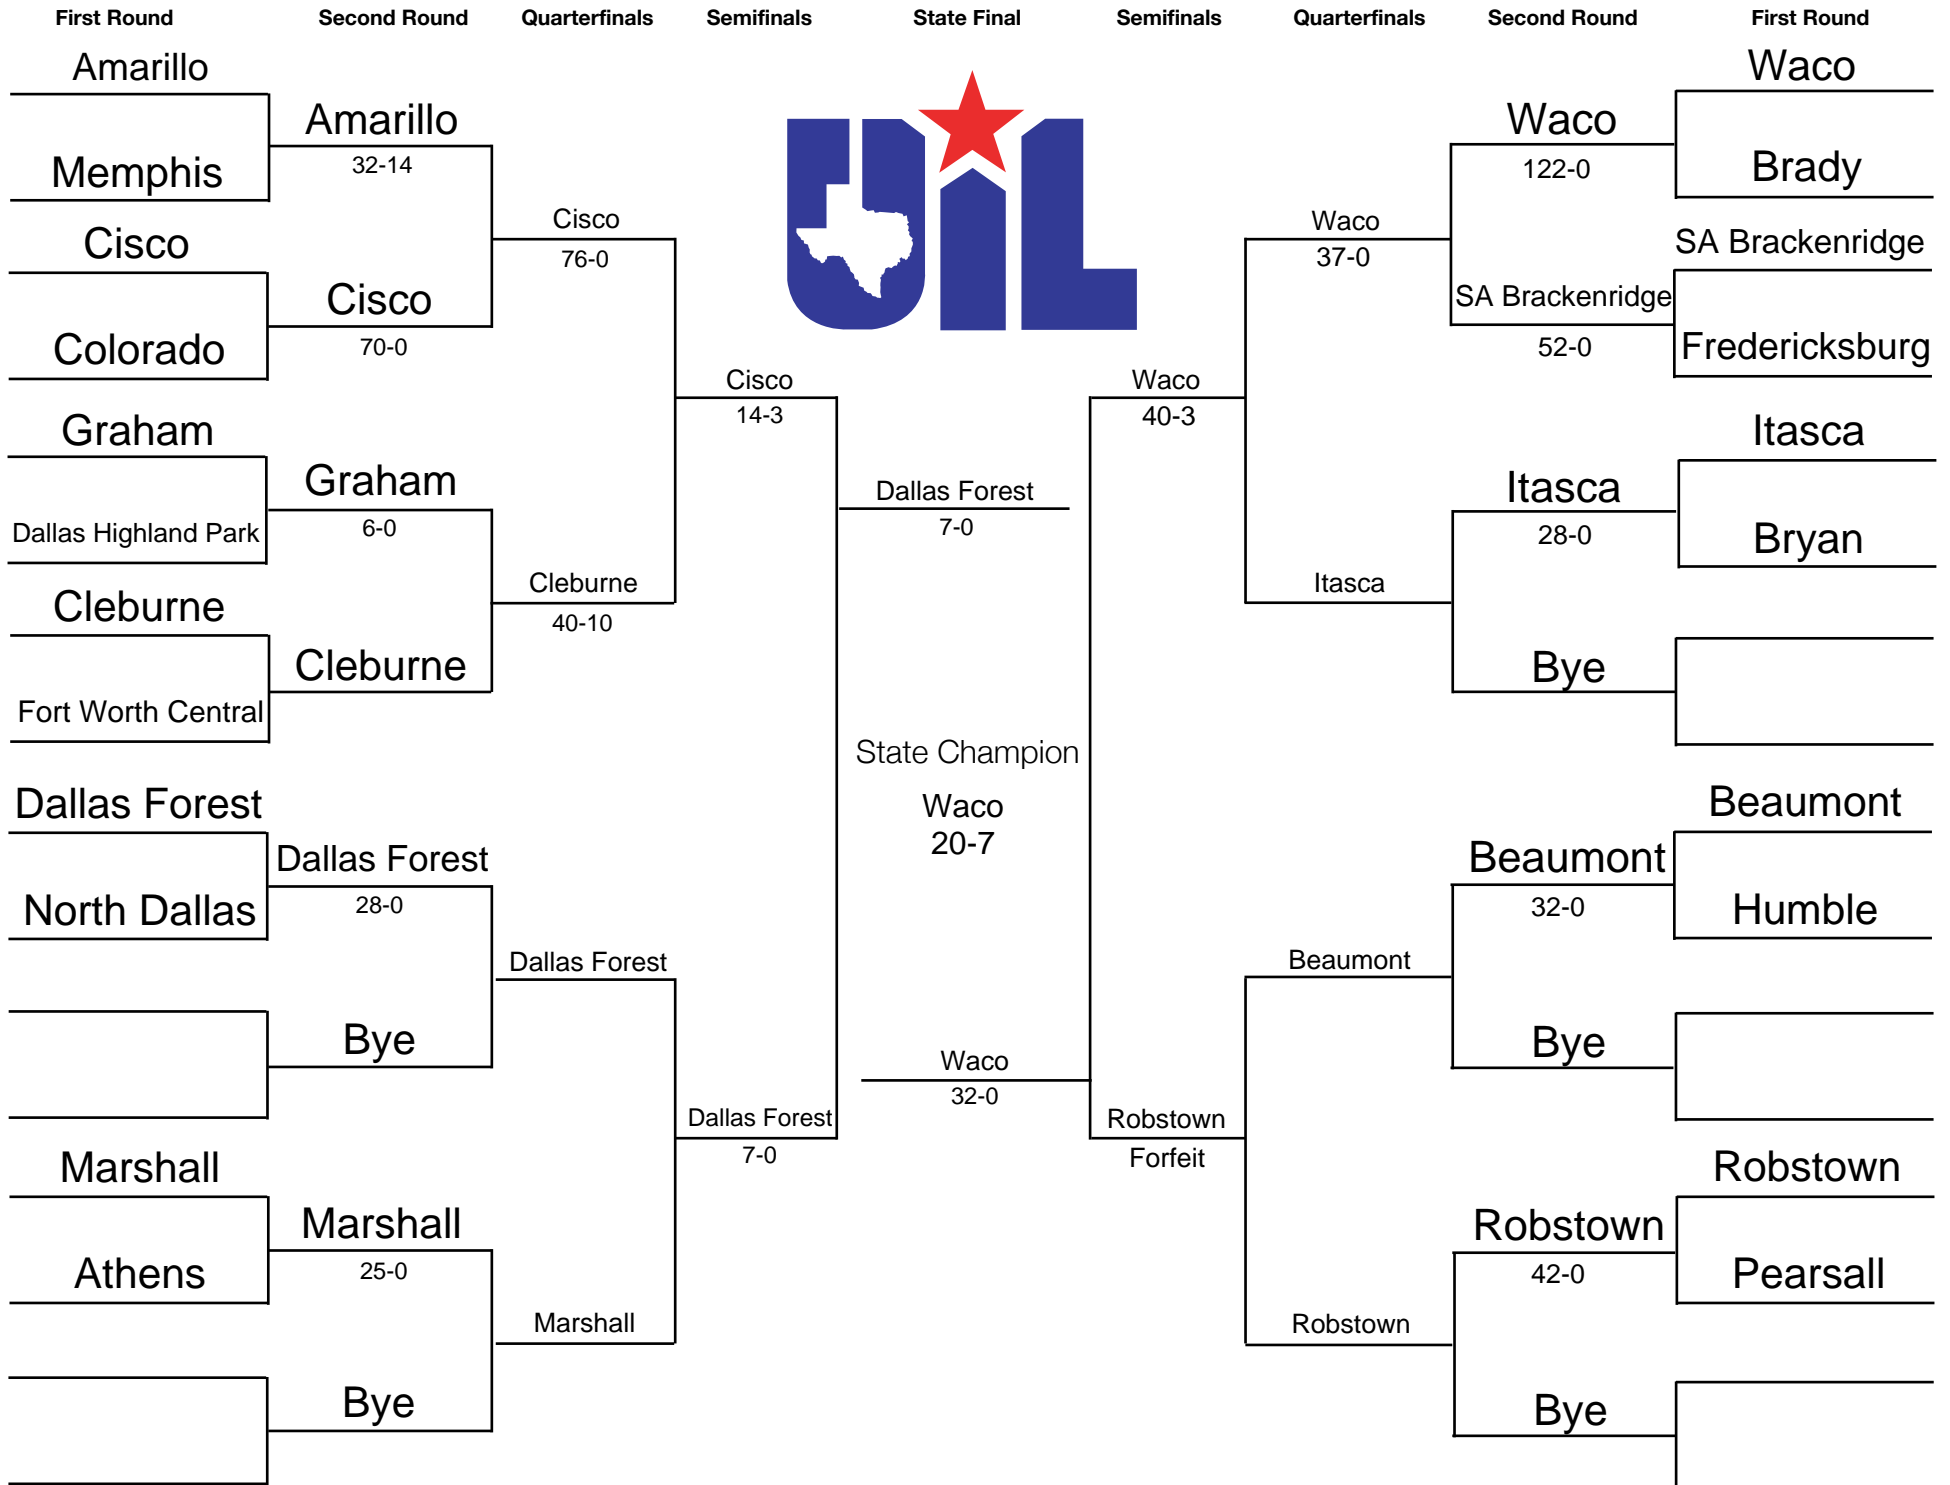 First Round
Second Round
Quarterfinals
Semifinals
State Final
Semifinals
Quarterfinals
Second Round
First Round
Amarillo
Memphis
Cisco
Colorado
Graham
Dallas Highland Park
Cleburne
Fort Worth Central
Dallas Forest
North Dallas
Marshall
Athens
Amarillo
32-14
Cisco
70-0
Graham
6-0
Cleburne
Dallas Forest
28-0
Bye
Marshall
25-0
Bye
Cisco
76-0
Cleburne
40-10
Dallas Forest
Marshall
Cisco
14-3
Dallas Forest
7-0
UIL
Dallas Forest
7-0
State Champion
Waco
20-7
Waco
32-0
Waco
40-3
Robstown
Forfeit
Waco
37-0
Itasca
Beaumont
Robstown
Waco
122-0
SA Brackenridge
52-0
Itasca
28-0
Bye
Beaumont
32-0
Bye
Robstown
42-0
Bye
Waco
Brady
SA Brackenridge
Fredericksburg
Itasca
Bryan
Beaumont
Humble
Robstown
Pearsall